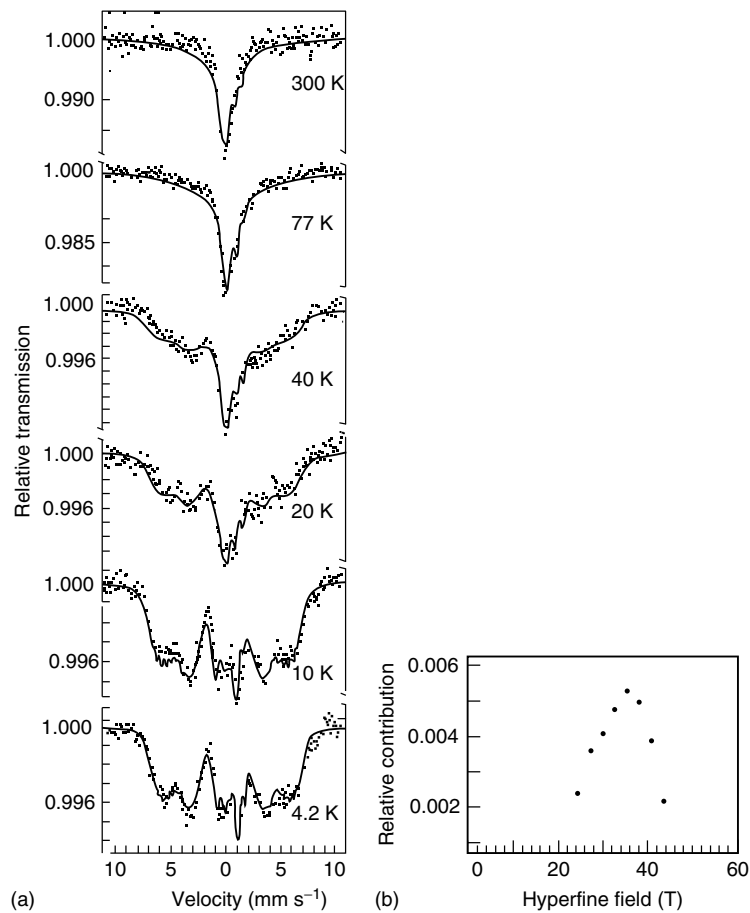 1.000
0.990
300 K
1.000
0.985
77 K
1.000
0.996
40 K
1.000
0.996
20 K
1.000
0.996
10 K
1.000
0.996
4.2 K
Relative transmission
10 5 0 5 10
(a) Velocity (mm s⁻¹)
0.006
0.004
0.002
Relative contribution
0 20 40 60
(b) Hyperfine field (T)